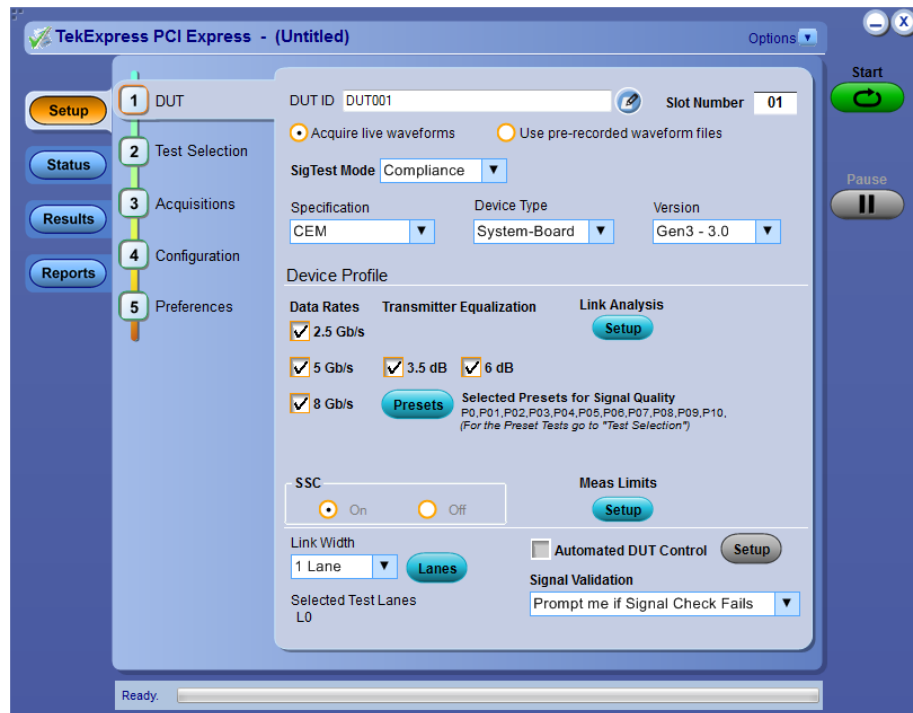 TekExpress PCI Express - (Untitled)
Options
X
Start
Pause
Setup
Status
Results
Reports
1 DUT
2 Test Selection
3 Acquisitions
4 Configuration
5 Preferences
DUT ID DUT001
Slot Number 01
Acquire live waveforms
Use pre-recorded waveform files
SigTest Mode Compliance
Specification
Device Type
Version
CEM
System-Board
Gen3 - 3.0
Device Profile
Data Rates
Transmitter Equalization
Link Analysis
2.5 Gb/s
Setup
5 Gb/s
3.5 dB
6 dB
8 Gb/s
Presets
Selected Presets for Signal Quality
P0,P01,P02,P03,P04,P05,P06,P07,P08,P09,P10,
(For the Preset Tests go to "Test Selection")
SSC
On
Off
Meas Limits
Setup
Link Width
1 Lane
Lanes
Automated DUT Control
Setup
Selected Test Lanes
L0
Signal Validation
Prompt me if Signal Check Fails
Ready.